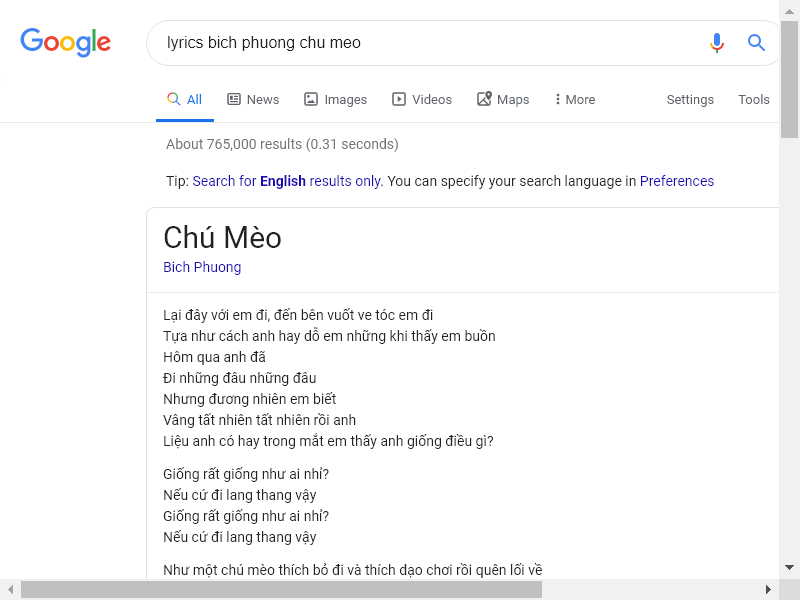 Google
lyrics bich phuong chu meo
All News Images Videos Maps More Settings Tools
About 765,000 results (0.31 seconds)
Tip: Search for English results only. You can specify your search language in Preferences
Chú Mèo
Bich Phuong
Lại đây với em đi, đến bên vuốt ve tóc em đi
Tựa như cách anh hay dỗ em những khi thấy em buồn
Hôm qua anh đã
Đi những đâu những đâu
Nhưng đương nhiên em biết
Vâng tất nhiên tất nhiên rồi anh
Liệu anh có hay trong mắt em thấy anh giống điều gì?
Giống rất giống như ai nhỉ?
Nếu cứ đi lang thang vậy
Giống rất giống như ai nhỉ?
Nếu cứ đi lang thang vậy
Như một chú mèo thích bỏ đi và thích dạo chơi rồi quên lối về